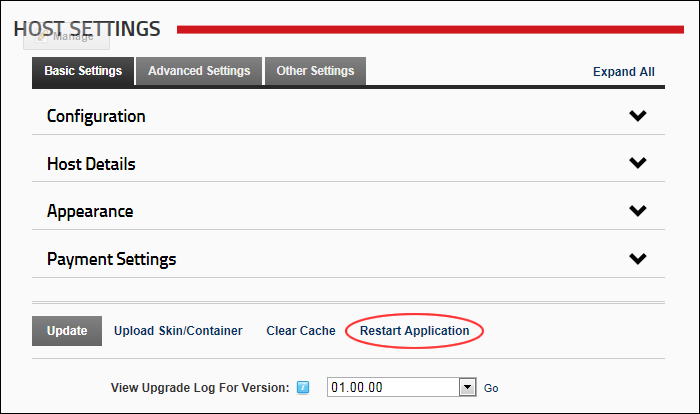 HOST SETTINGS
Manage
Basic Settings Advanced Settings Other Settings Expand All
Configuration
Host Details
Appearance
Payment Settings
Update Upload Skin/Container Clear Cache Restart Application
View Upgrade Log For Version: 01.00.00 Go